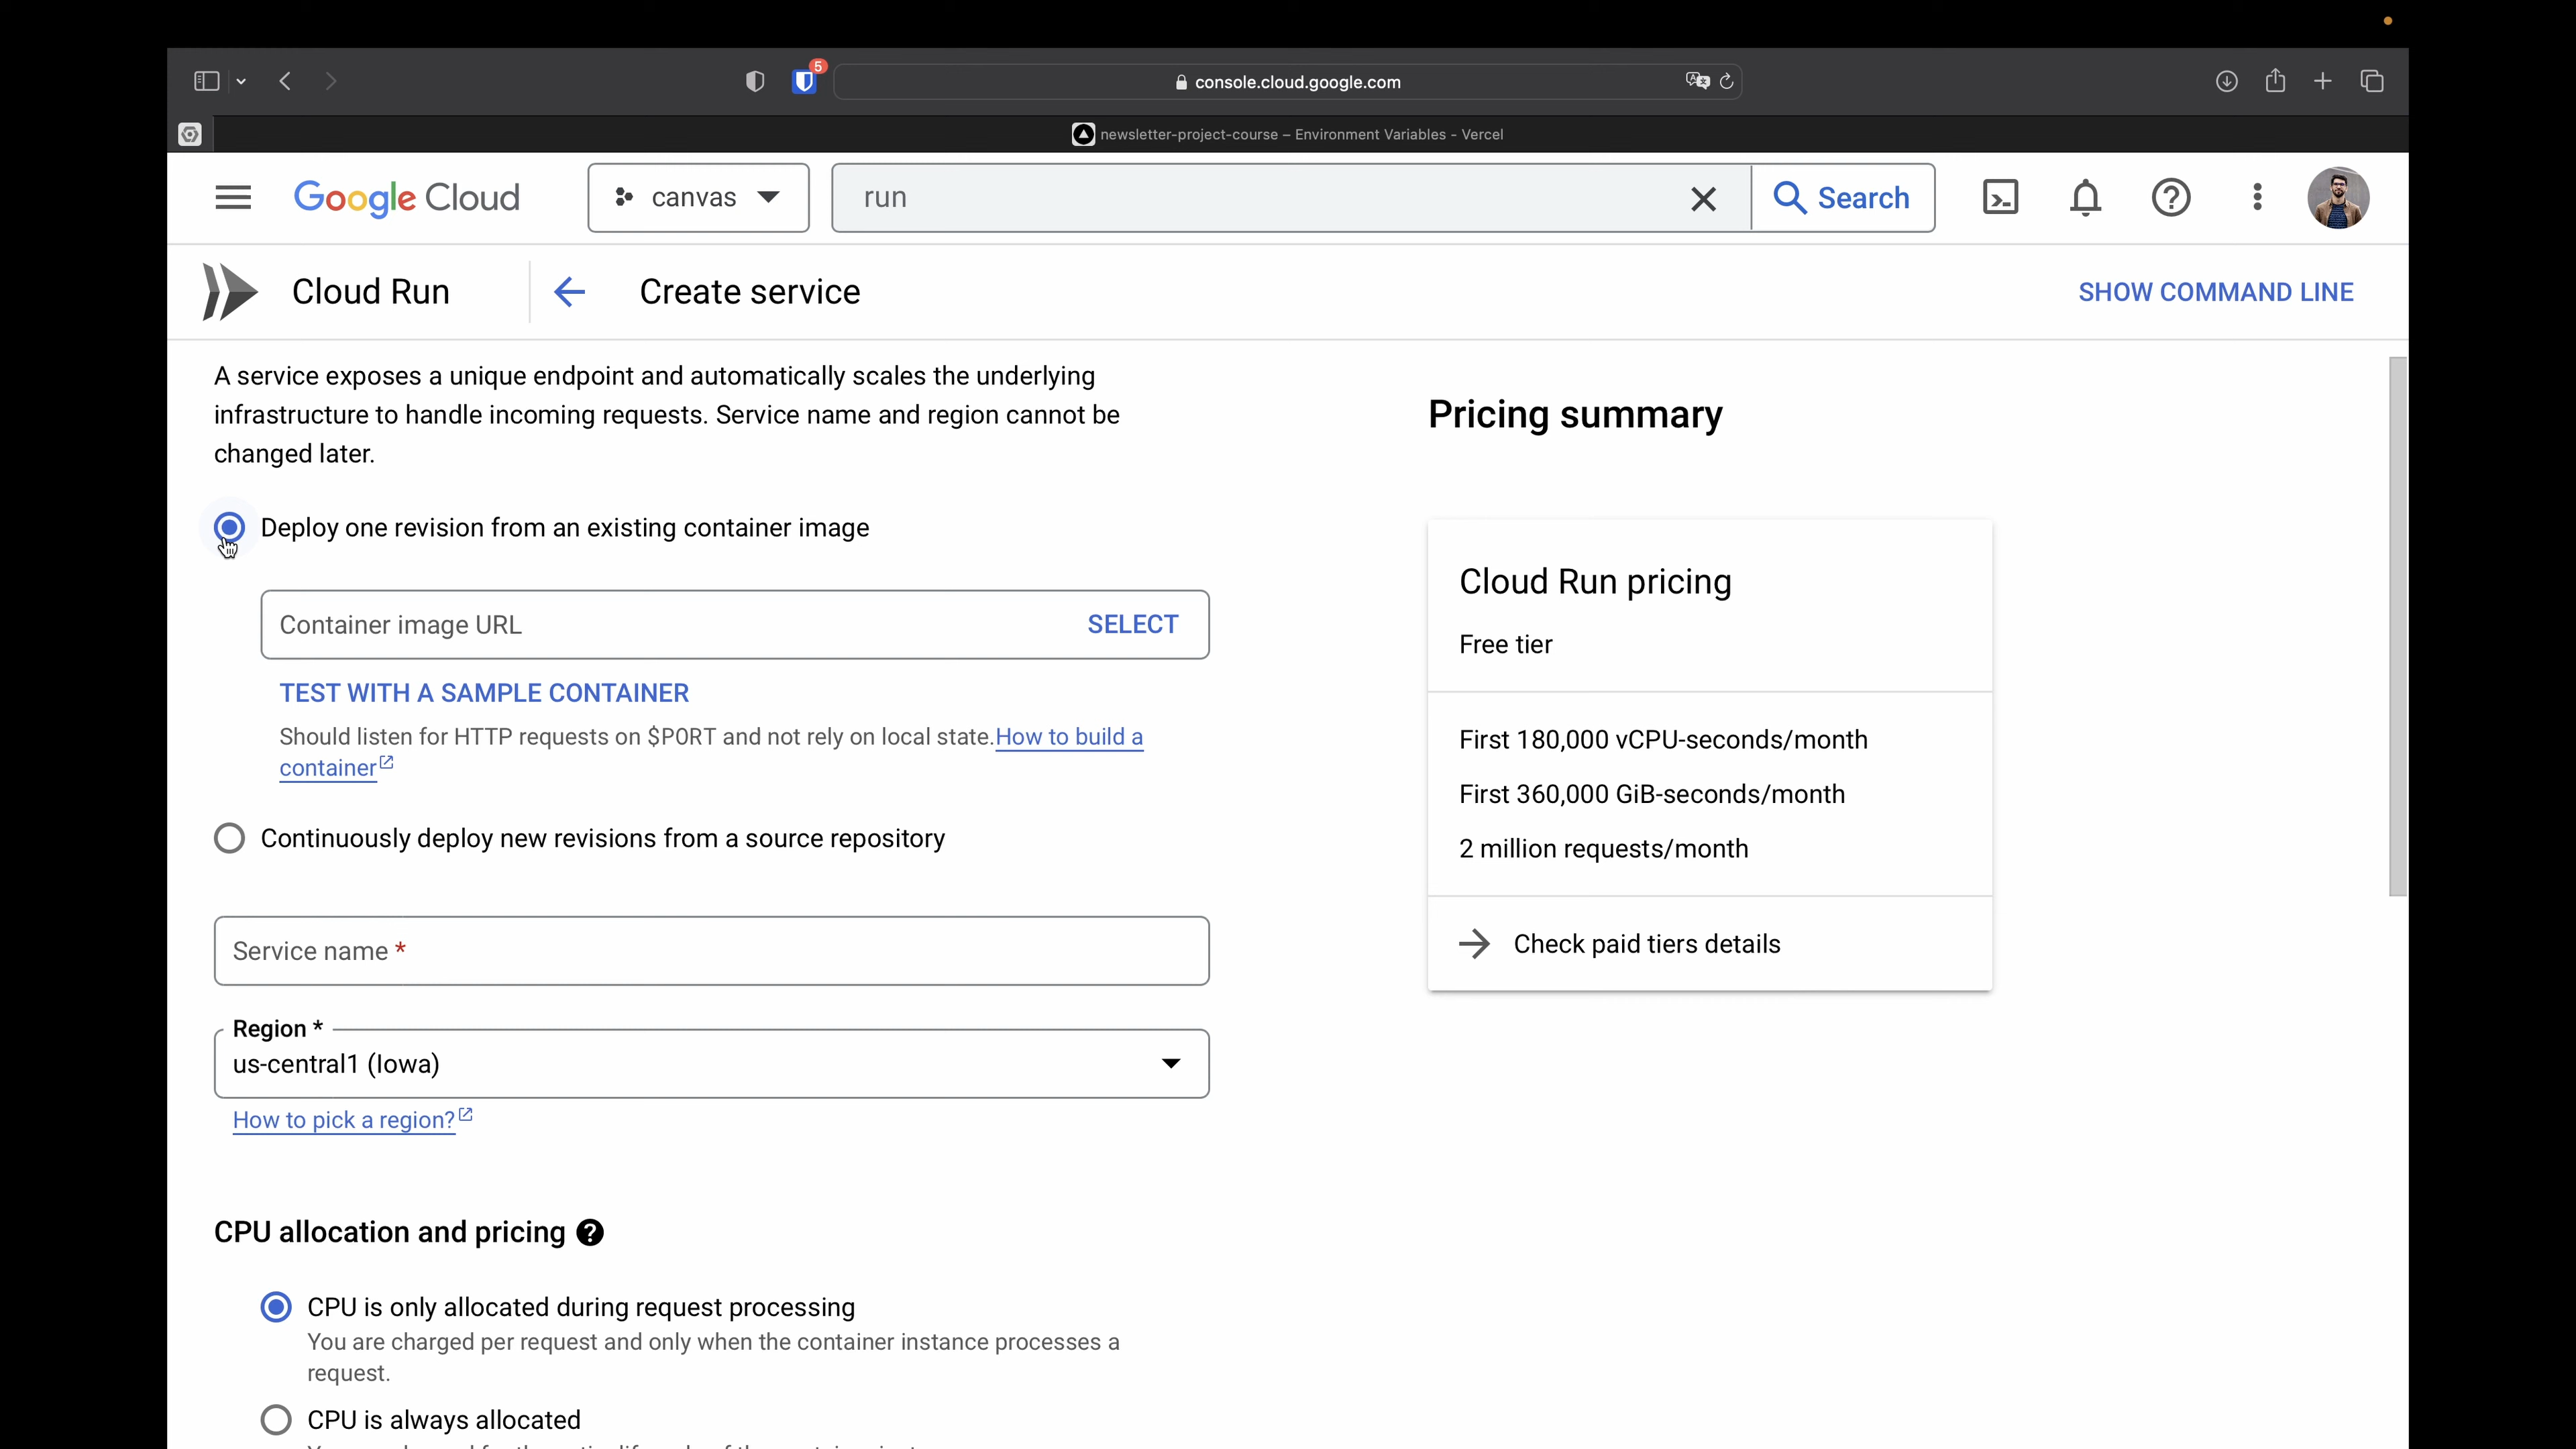 5
console.cloud.google.com
newsletter-project-course – Environment Variables - Vercel
Google Cloud
canvas
run
Search
Cloud Run
Create service
SHOW COMMAND LINE
A service exposes a unique endpoint and automatically scales the underlying
infrastructure to handle incoming requests. Service name and region cannot be
changed later.
Deploy one revision from an existing container image
Container image URL
SELECT
TEST WITH A SAMPLE CONTAINER
Should listen for HTTP requests on $PORT and not rely on local state.How to build a
container
Continuously deploy new revisions from a source repository
Service name *
Region *
us-central1 (Iowa)
How to pick a region?
CPU allocation and pricing
CPU is only allocated during request processing
You are charged per request and only when the container instance processes a
request.
CPU is always allocated
Pricing summary
Cloud Run pricing
Free tier
First 180,000 vCPU-seconds/month
First 360,000 GiB-seconds/month
2 million requests/month
Check paid tiers details